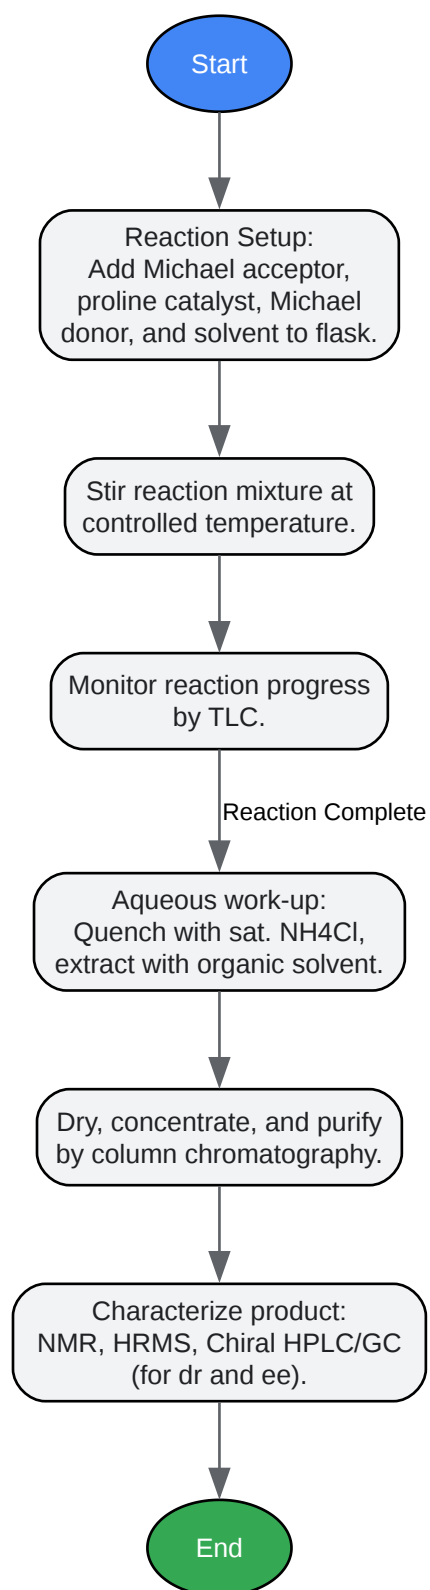 Start
Reaction Setup:
Add Michael acceptor,
proline catalyst, Michael
donor, and solvent to flask.
Stir reaction mixture at
controlled temperature.
Monitor reaction progress
by TLC.
Reaction Complete
Aqueous work-up:
Quench with sat. NH4Cl,
extract with organic solvent.
Dry, concentrate, and purify
by column chromatography.
Characterize product:
NMR, HRMS, Chiral HPLC/GC
(for dr and ee).
End